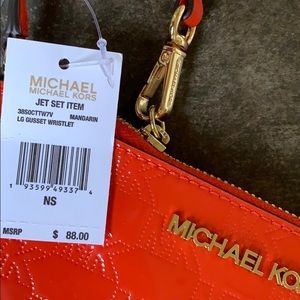 MICHAEL
MICHAEL KORS
JET SET ITEM
38S0CTTW7V MANDARIN
LG GUSSET WRISTLET
1 93599 49337 4
NS
MSRP $ 88.00
MICHAEL KO